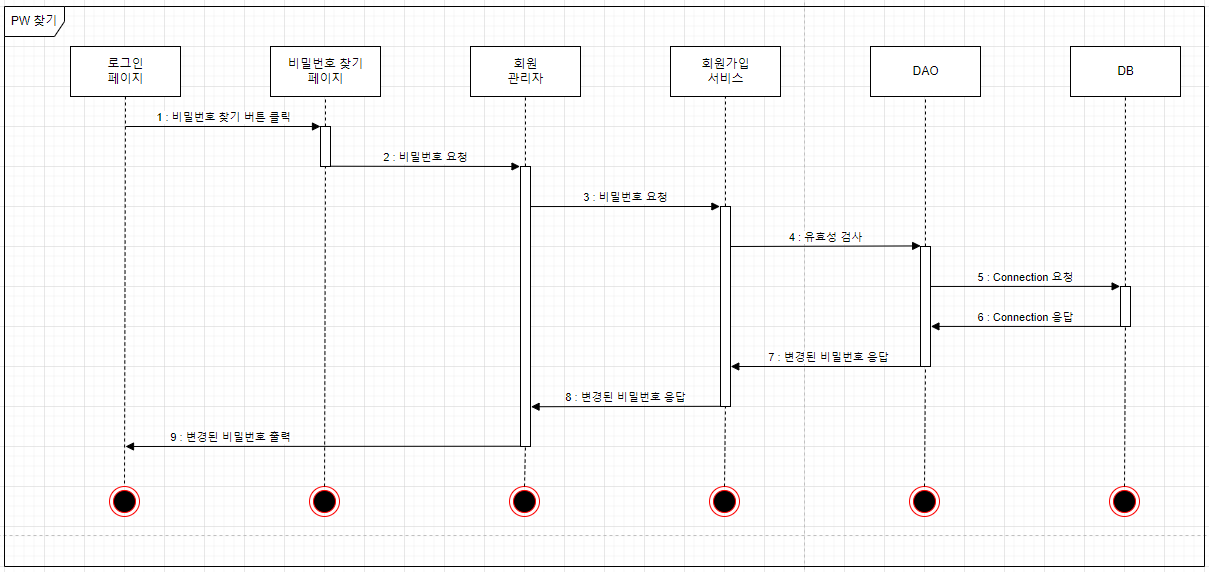 PW 찾기
로그인
페이지
비밀번호 찾기
페이지
회원
관리자
회원가입
서비스
DAO
DB
1 : 비밀번호 찾기 버튼 클릭
2 : 비밀번호 요청
3 : 비밀번호 요청
4 : 유효성 검사
5 : Connection 요청
6 : Connection 응답
7 : 변경된 비밀번호 응답
8 : 변경된 비밀번호 응답
9 : 변경된 비밀번호 출력